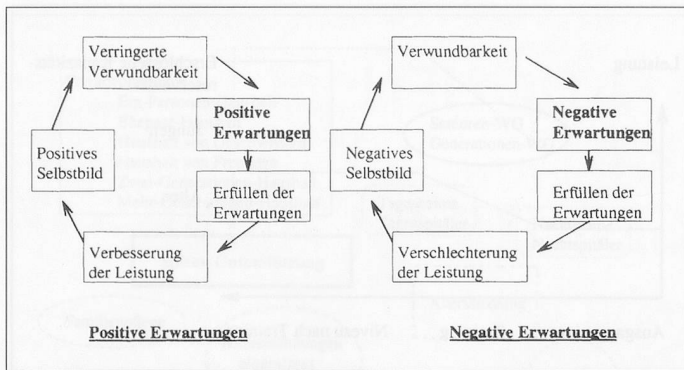 Verringerte
Verwundbarkeit
Positive
Erwartungen
Erfüllen der
Erwartungen
Verbesserung
der Leistung
Positives
Selbstbild
Positive Erwartungen
Verwundbarkeit
Negative
Erwartungen
Erfüllen der
Erwartungen
Verschlechterung
der Leistung
Negatives
Selbstbild
Negative Erwartungen